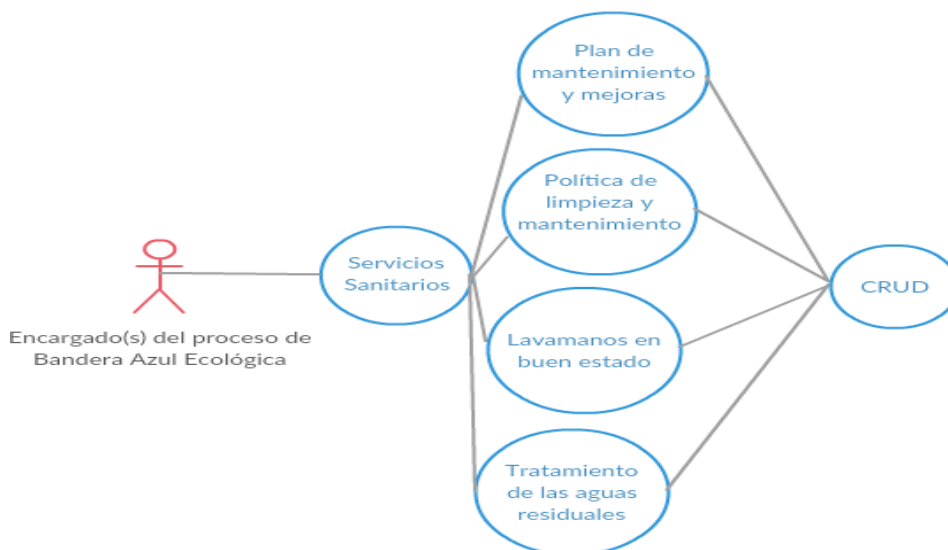 Plan de
mantenimiento
y mejoras
Política de
limpieza y
mantenimiento
Servicios
Sanitarios
CRUD
Encargado(s) del proceso de
Bandera Azul Ecológica
Lavamanos en
buen estado
Tratamiento
de las aguas
residuales